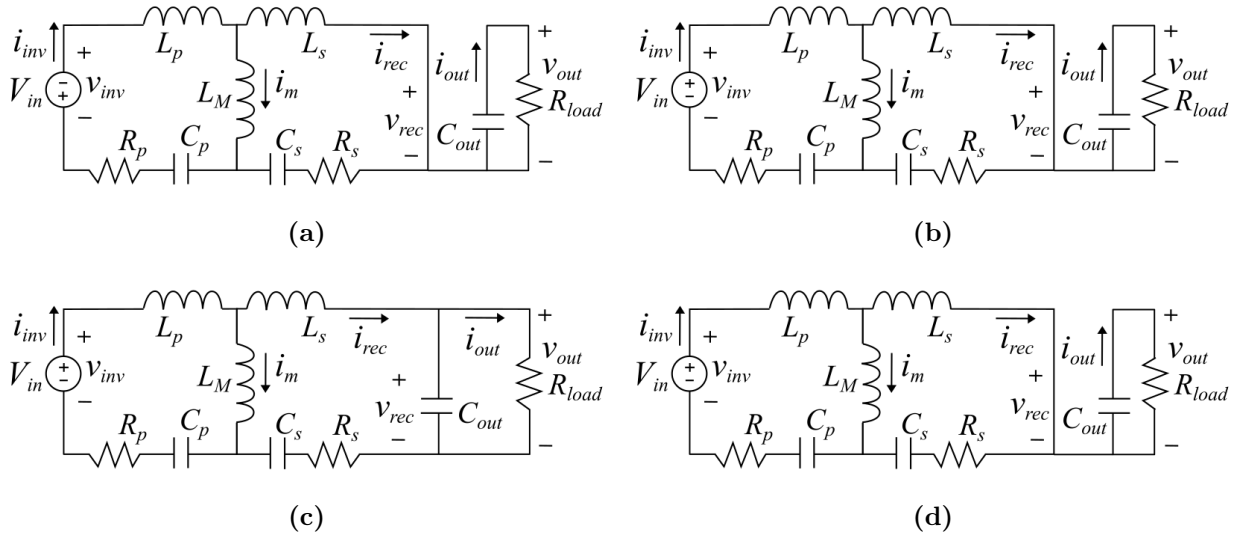 L_p L_s
i_inv + i_rec i_out +
V_in v_inv L_M i_m + v_out
− + R_load
− R_p C_p C_s R_s v_rec C_out
− −
(a)
L_p L_s
i_inv + i_rec i_out +
V_in v_inv L_M i_m + v_out
+ − R_load
− R_p C_p C_s R_s v_rec C_out
− −
(b)
L_p L_s
i_inv + i_rec i_out +
V_in v_inv L_M i_m + v_out
+ − R_load
− R_p C_p C_s R_s v_rec C_out
− −
(c)
L_p L_s
i_inv + i_rec i_out +
V_in v_inv L_M i_m + v_out
+ − R_load
− R_p C_p C_s R_s v_rec C_out
− −
(d)